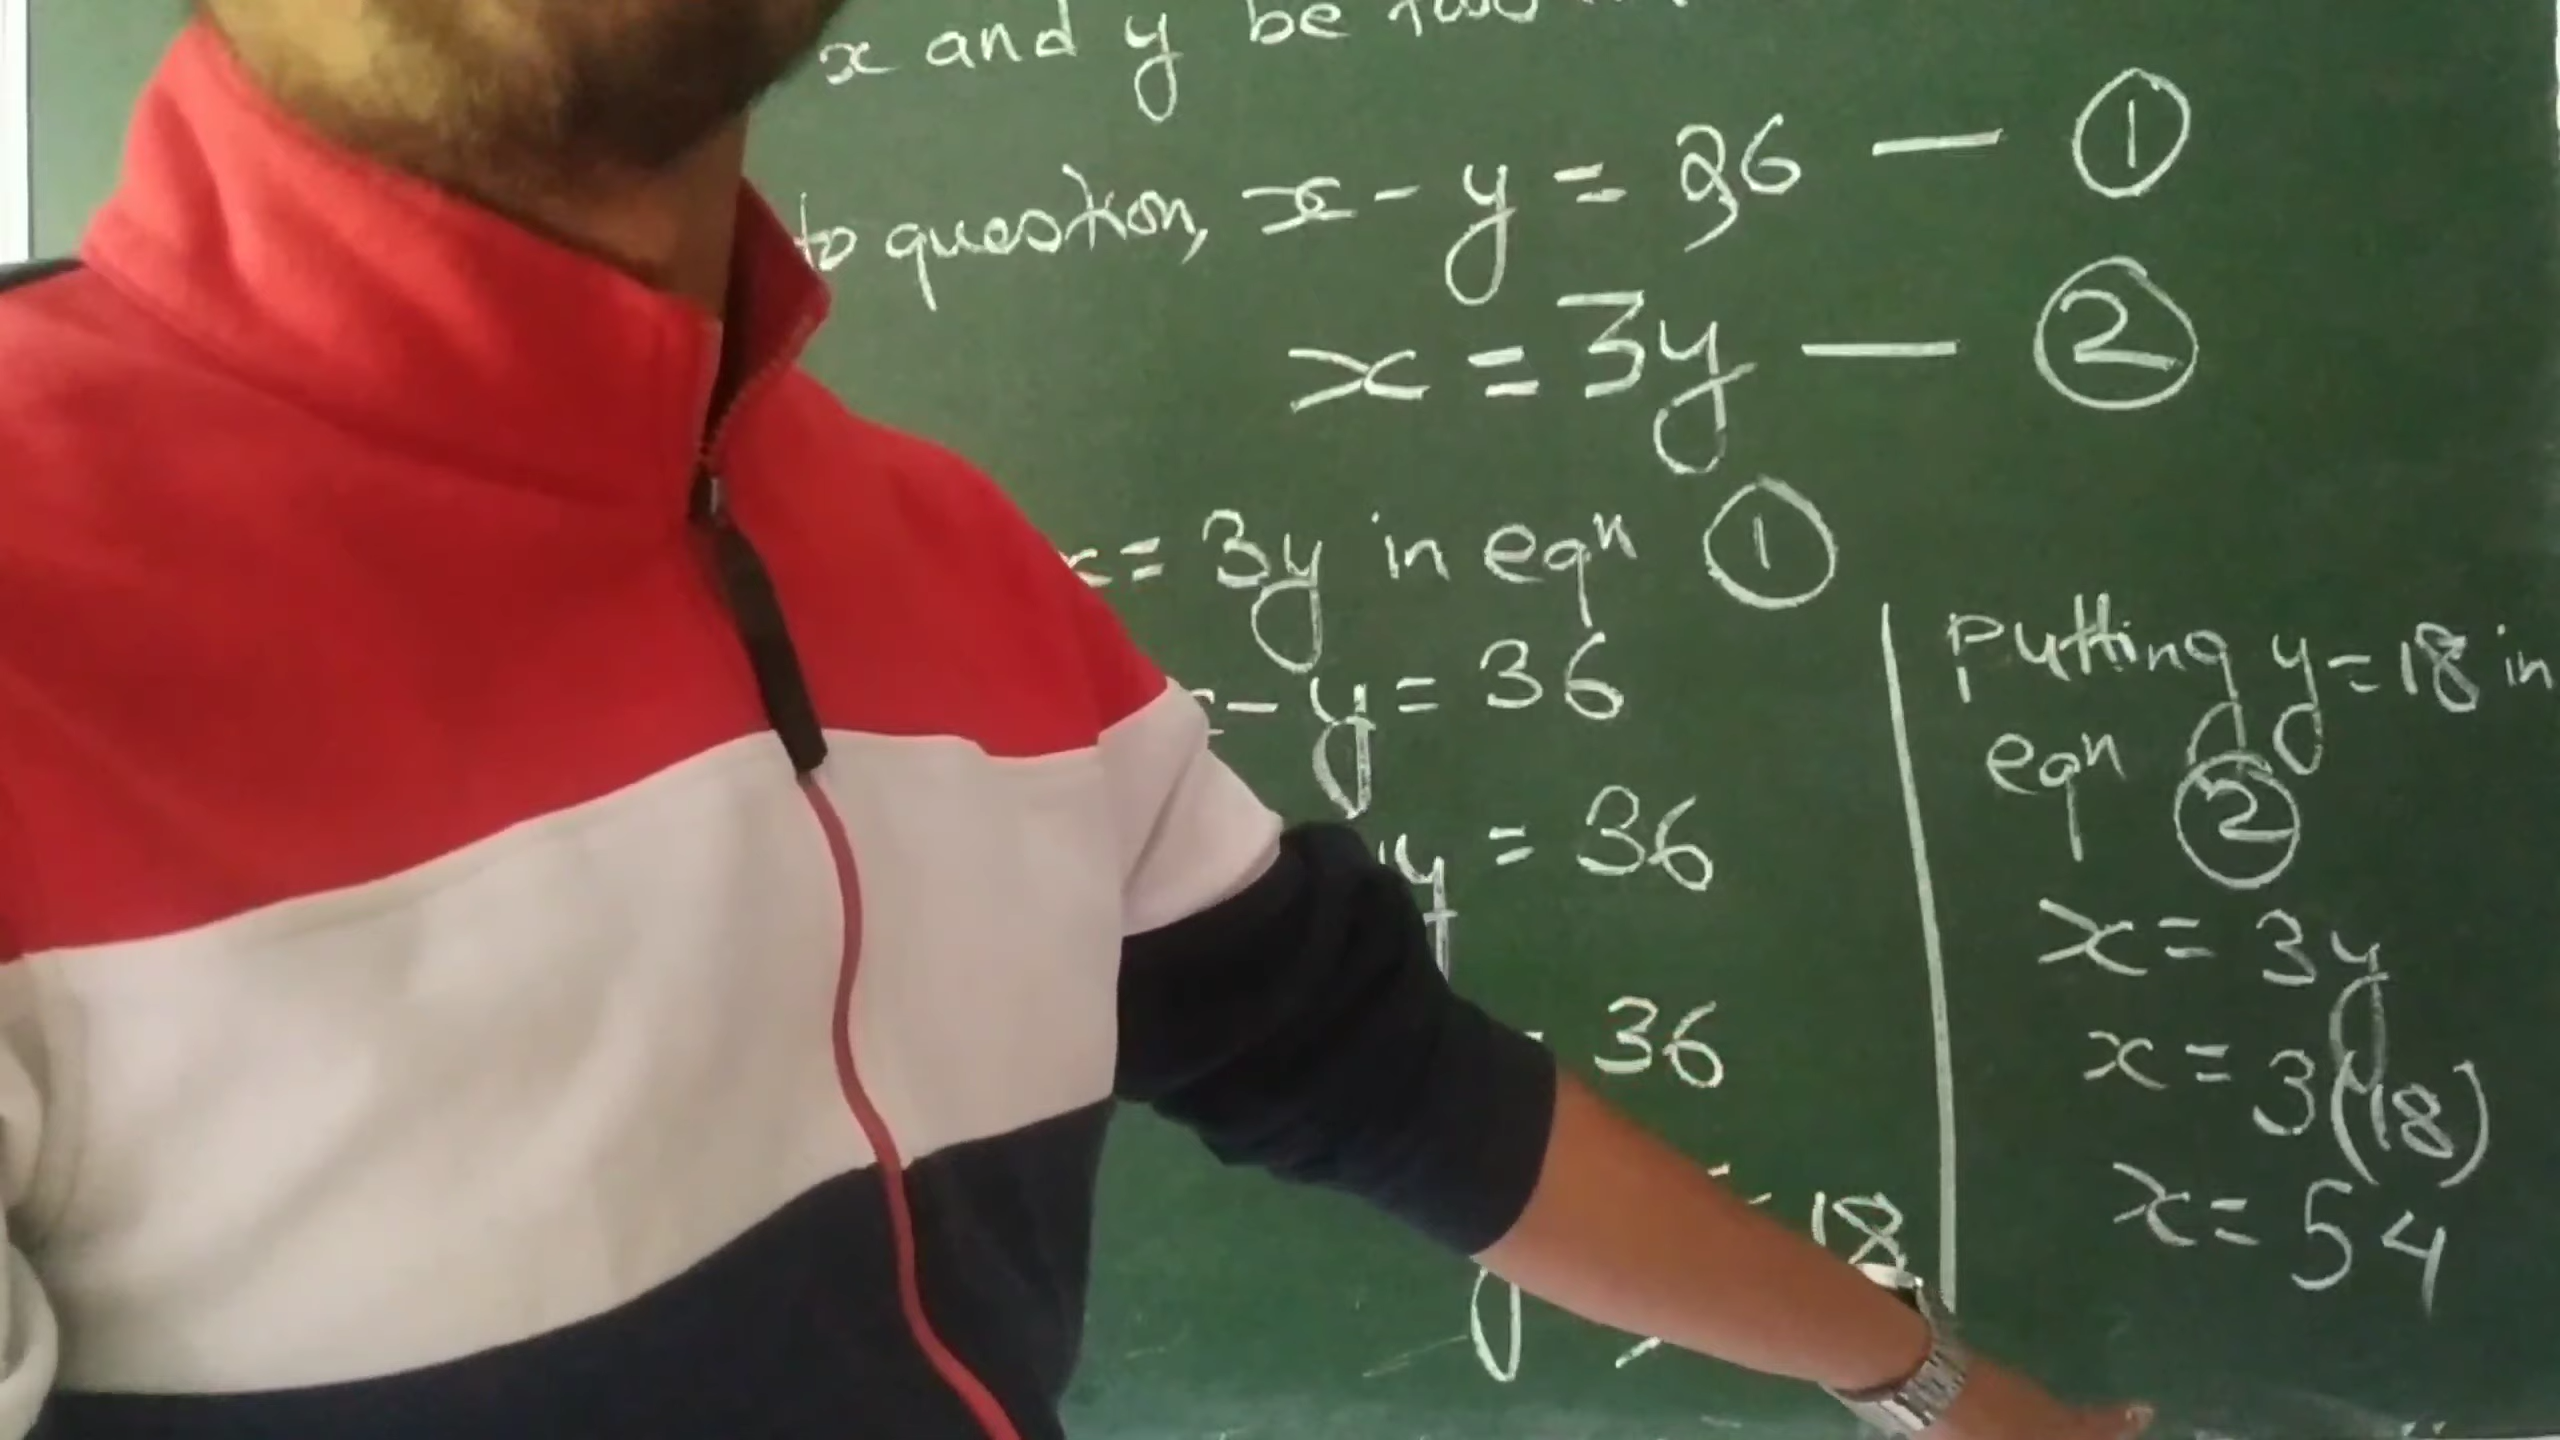 x and y be two
to question, x - y = 36 — ①
x = 3y — ②
x = 3y in eqn ①
- y = 36
y = 36
= 36
= 18
y
Putting y = 18 in
eqn ②
x = 3y
x = 3(18)
x = 54